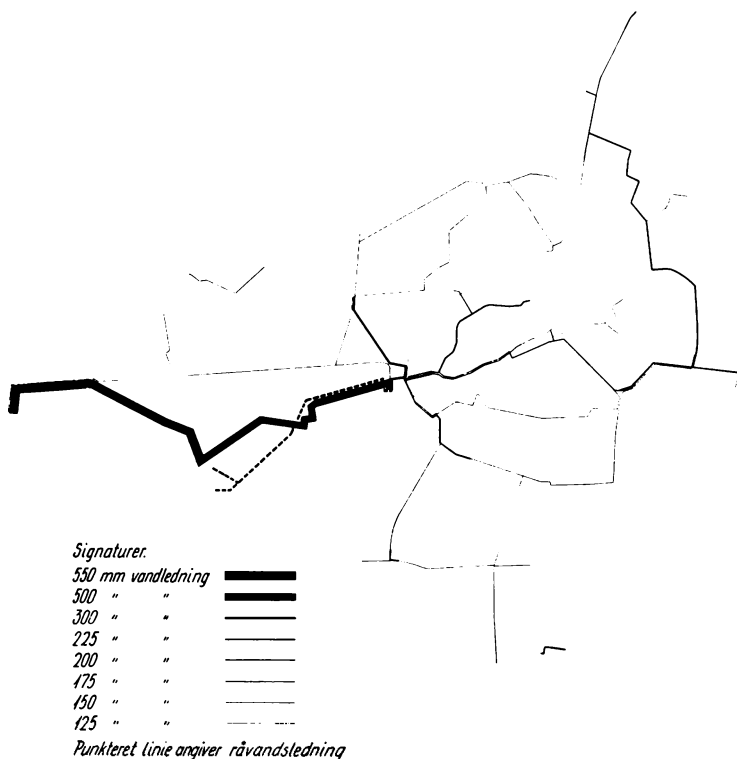 Signaturer.
550 mm vandledning
500 " "
300 " "
225 " "
200 " "
175 " "
150 " "
125 " "
Punkteret linie angiver råvandsledning